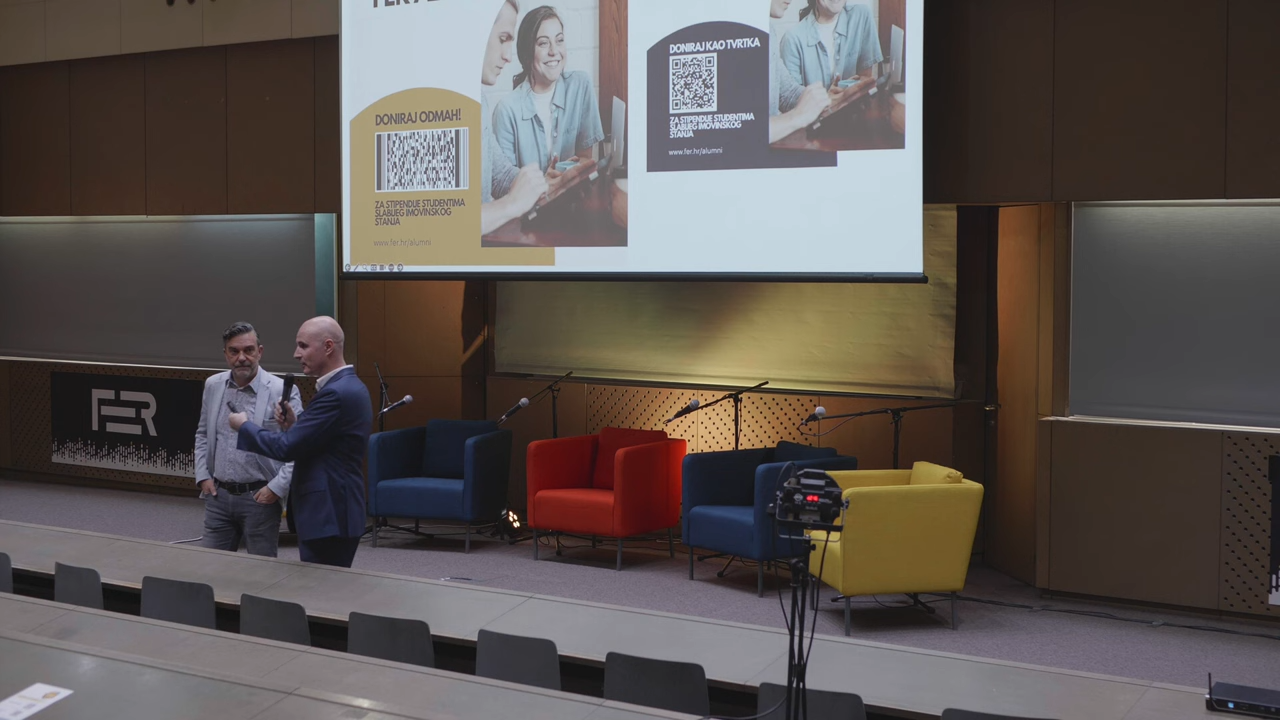 DONIRAJ ODMAH!
ZA STIPENDIJE STUDENTIMA
SLABIJEG IMOVINSKOG
STANJA
www.fer.hr/alumni
DONIRAJ KAO TVRTKA
ZA STIPENDIJE STUDENTIMA
SLABIJEG IMOVINSKOG
STANJA
www.fer.hr/alumni
FER